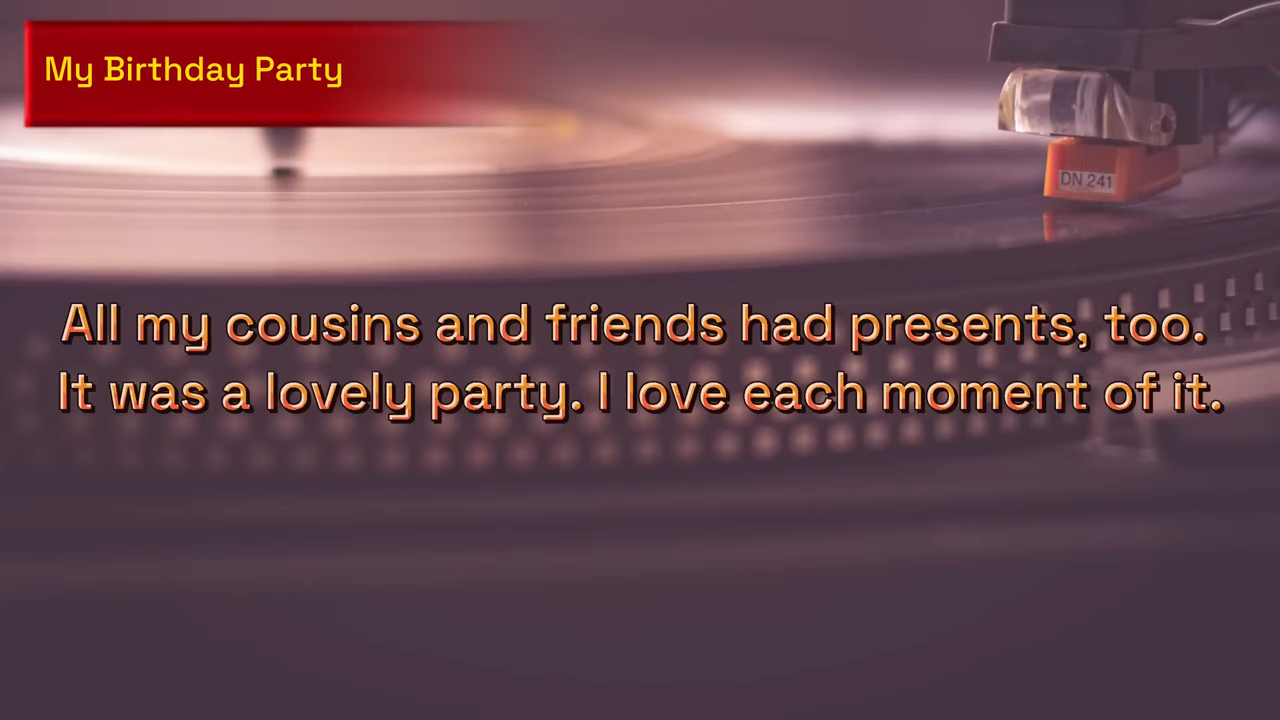 My Birthday Party
DN 241
All my cousins and friends had presents, too.
It was a lovely party. I love each moment of it.